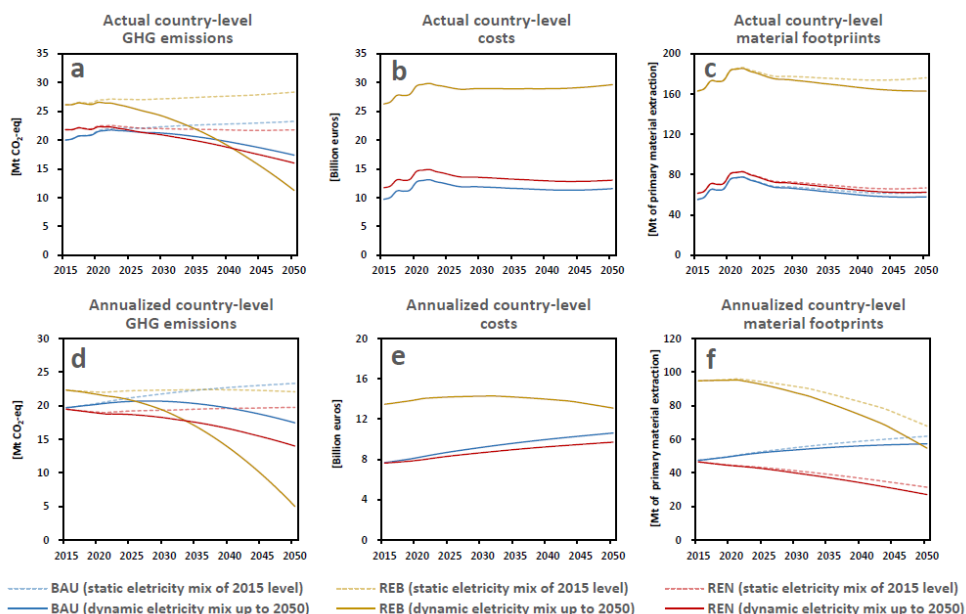 Actual country-level
GHG emissions
Actual country-level
costs
Actual country-level
material footpriints
a
b
c
[Mt CO₂-eq]
[Billion euros]
[Mt of primary material extraction]
35
30
25
20
15
10
5
0
35
30
25
20
15
10
5
0
200
160
120
80
40
0
2015 2020 2025 2030 2035 2040 2045 2050
2015 2020 2025 2030 2035 2040 2045 2050
2015 2020 2025 2030 2035 2040 2045 2050
Annualized country-level
GHG emissions
Annualized country-level
costs
Annualized country-level
material footprints
d
e
f
[Mt CO₂-eq]
[Billion euros]
[Mt of primary material extraction]
30
25
20
15
10
5
0
20
16
12
8
4
0
120
100
80
60
40
20
0
2015 2020 2025 2030 2035 2040 2045 2050
2015 2020 2025 2030 2035 2040 2045 2050
2015 2020 2025 2030 2035 2040 2045 2050
BAU (static eletricity mix of 2015 level)
REB (static eletricity mix of 2015 level)
REN (static eletricity mix of 2015 level)
BAU (dynamic eletricity mix up to 2050)
REB (dynamic eletricity mix up to 2050)
REN (dynamic eletricity mix up to 2050)